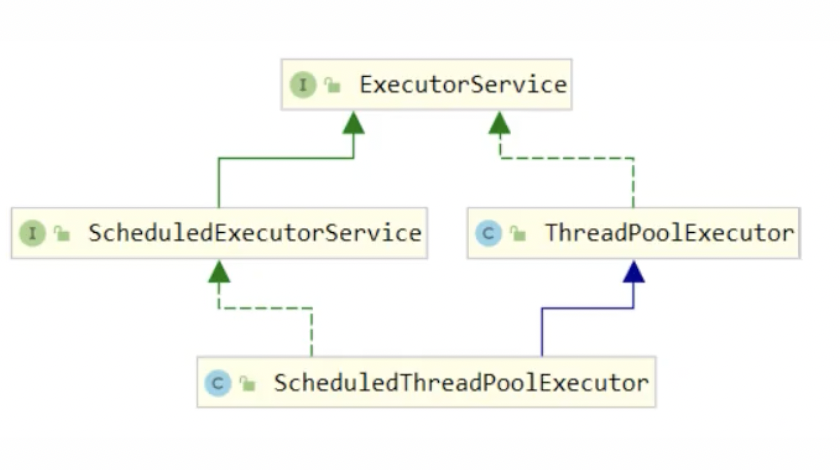 I ExecutorService
I ScheduledExecutorService
C ThreadPoolExecutor
C ScheduledThreadPoolExecutor